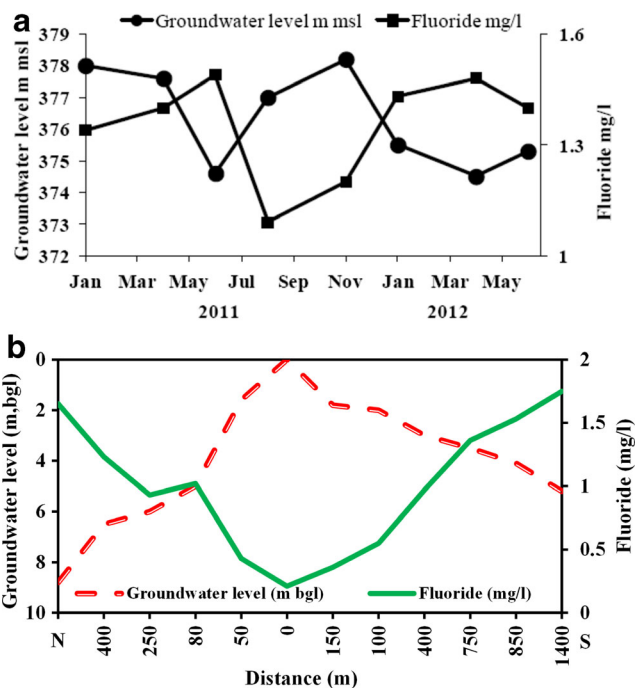 a
Groundwater level m msl
Fluoride mg/l
Groundwater level m msl
379
378
377
376
375
374
373
372
1.6
1.3
1
Fluoride mg/l
Jan Mar May Jul Sep Nov Jan Mar May
2011 2012
b
Groundwater level (m,bgl)
0
2
4
6
8
10
2
1.5
1
0.5
0
Fluoride (mg/l)
Groundwater level (m bgl)
Fluoride (mg/l)
N 400 250 80 50 0 150 100 400 750 850 1400 S
Distance (m)